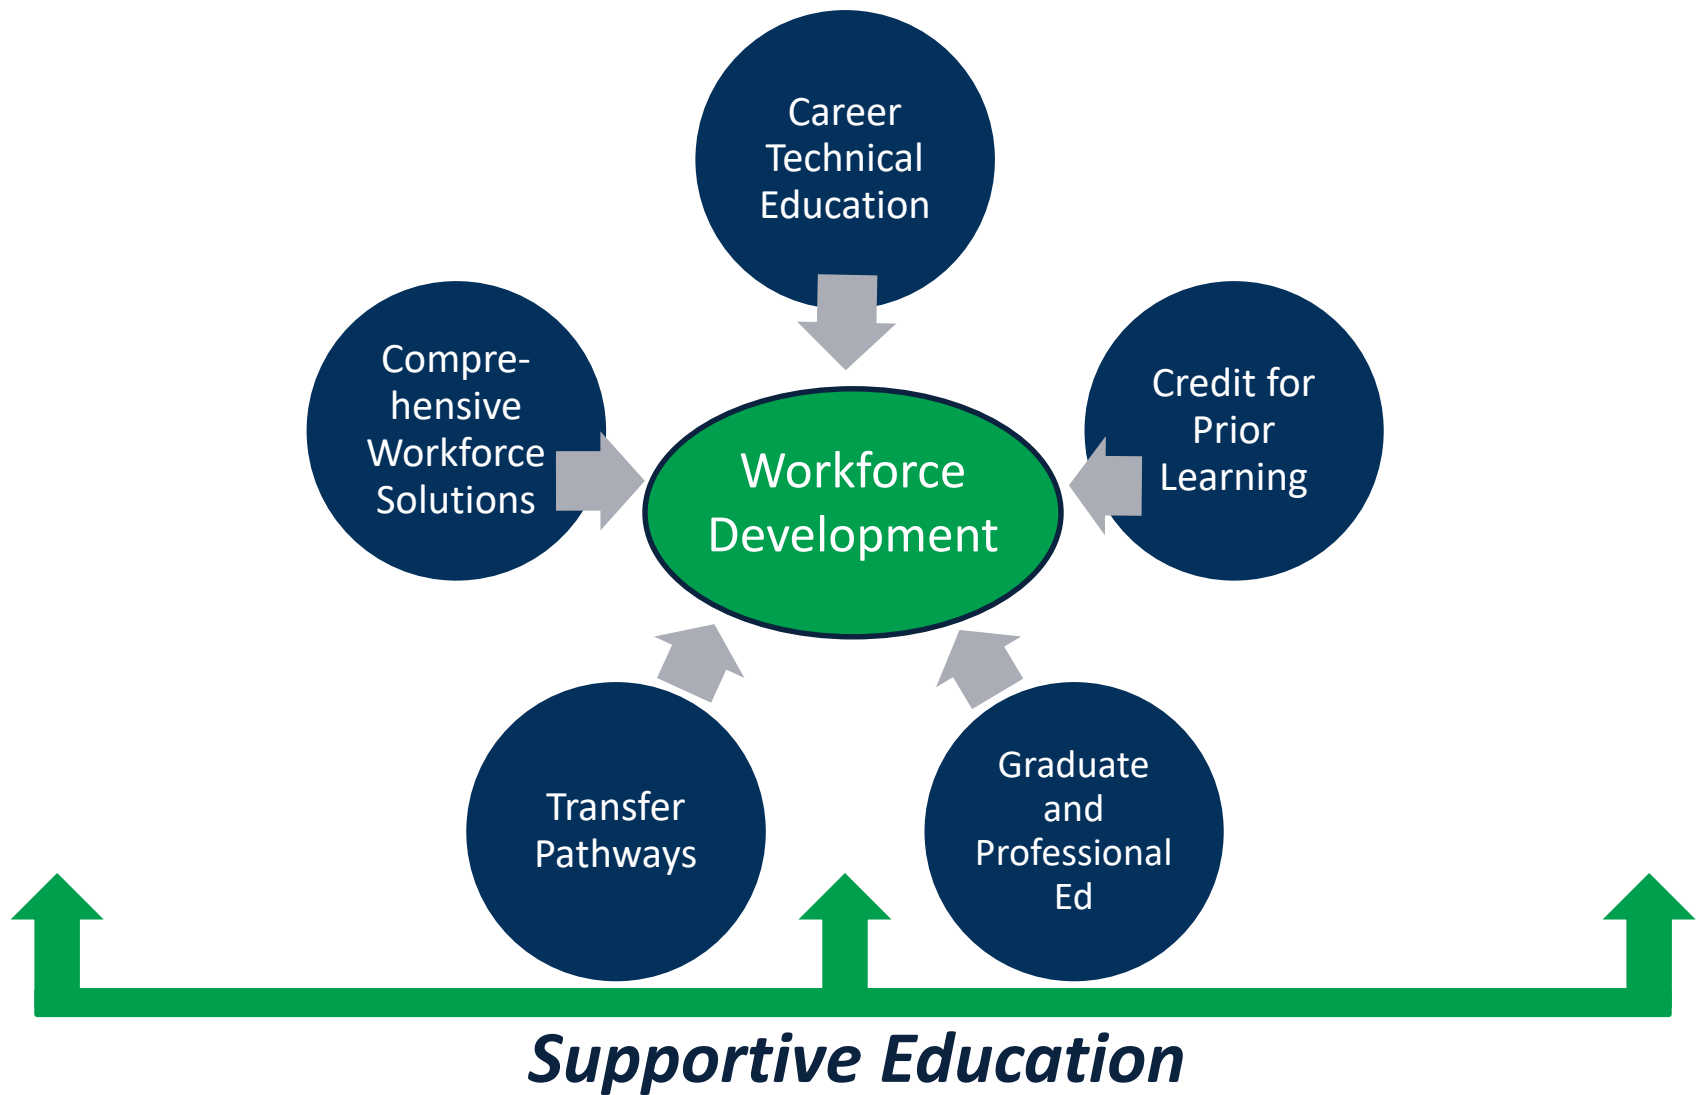 Career
Technical
Education
Compre-
hensive
Workforce
Solutions
Credit for
Prior
Learning
Workforce
Development
Transfer
Pathways
Graduate
and
Professional
Ed
Supportive Education